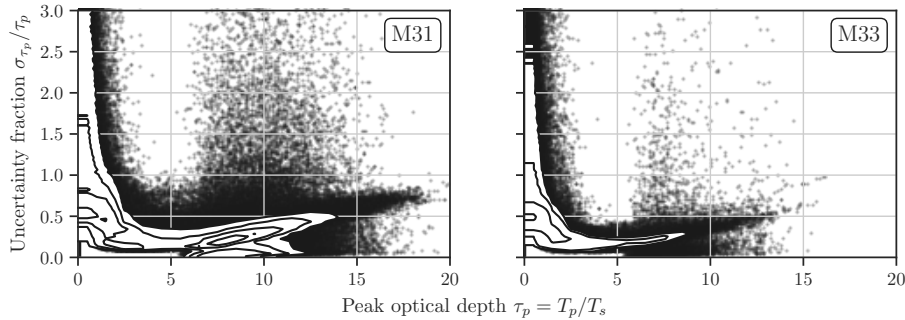 M31
M33
Uncertainty fraction σ_{τ_p}/τ_p
3.0
2.5
2.0
1.5
1.0
0.5
0.0
0 5 10 15 20
0 5 10 15 20
Peak optical depth τ_p = T_p/T_s